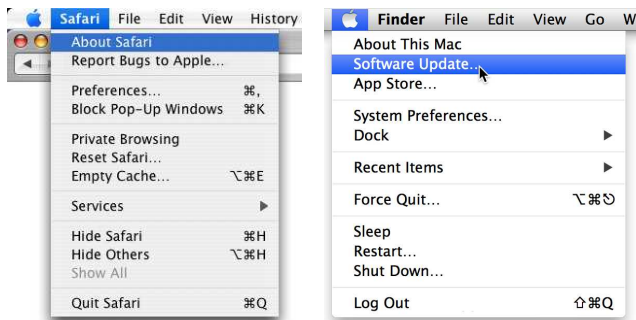 Safari File Edit View History
About Safari
Report Bugs to Apple...
Preferences... ⌘,
Block Pop-Up Windows ⌘K
Private Browsing
Reset Safari...
Empty Cache... ⌥⌘E
Services
Hide Safari ⌘H
Hide Others ⌥⌘H
Show All
Quit Safari ⌘Q
Finder File Edit View Go
About This Mac
Software Update...
App Store...
System Preferences...
Dock
Recent Items
Force Quit... ⌥⌘⎋
Sleep
Restart...
Shut Down...
Log Out ⇧⌘Q